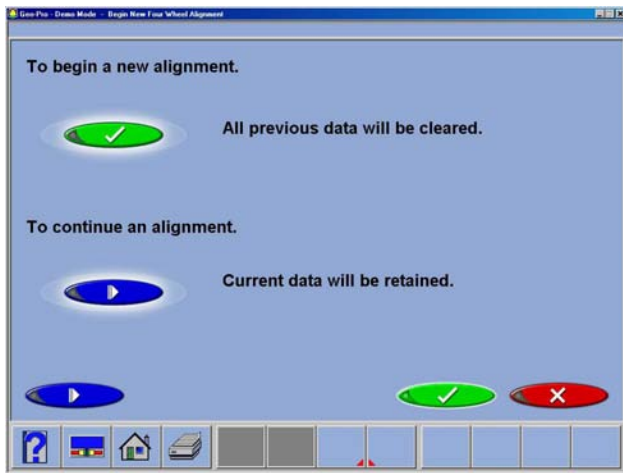 Geo-Pro - Demo Mode - Begin New Four Wheel Alignment
To begin a new alignment.
All previous data will be cleared.
To continue an alignment.
Current data will be retained.
?